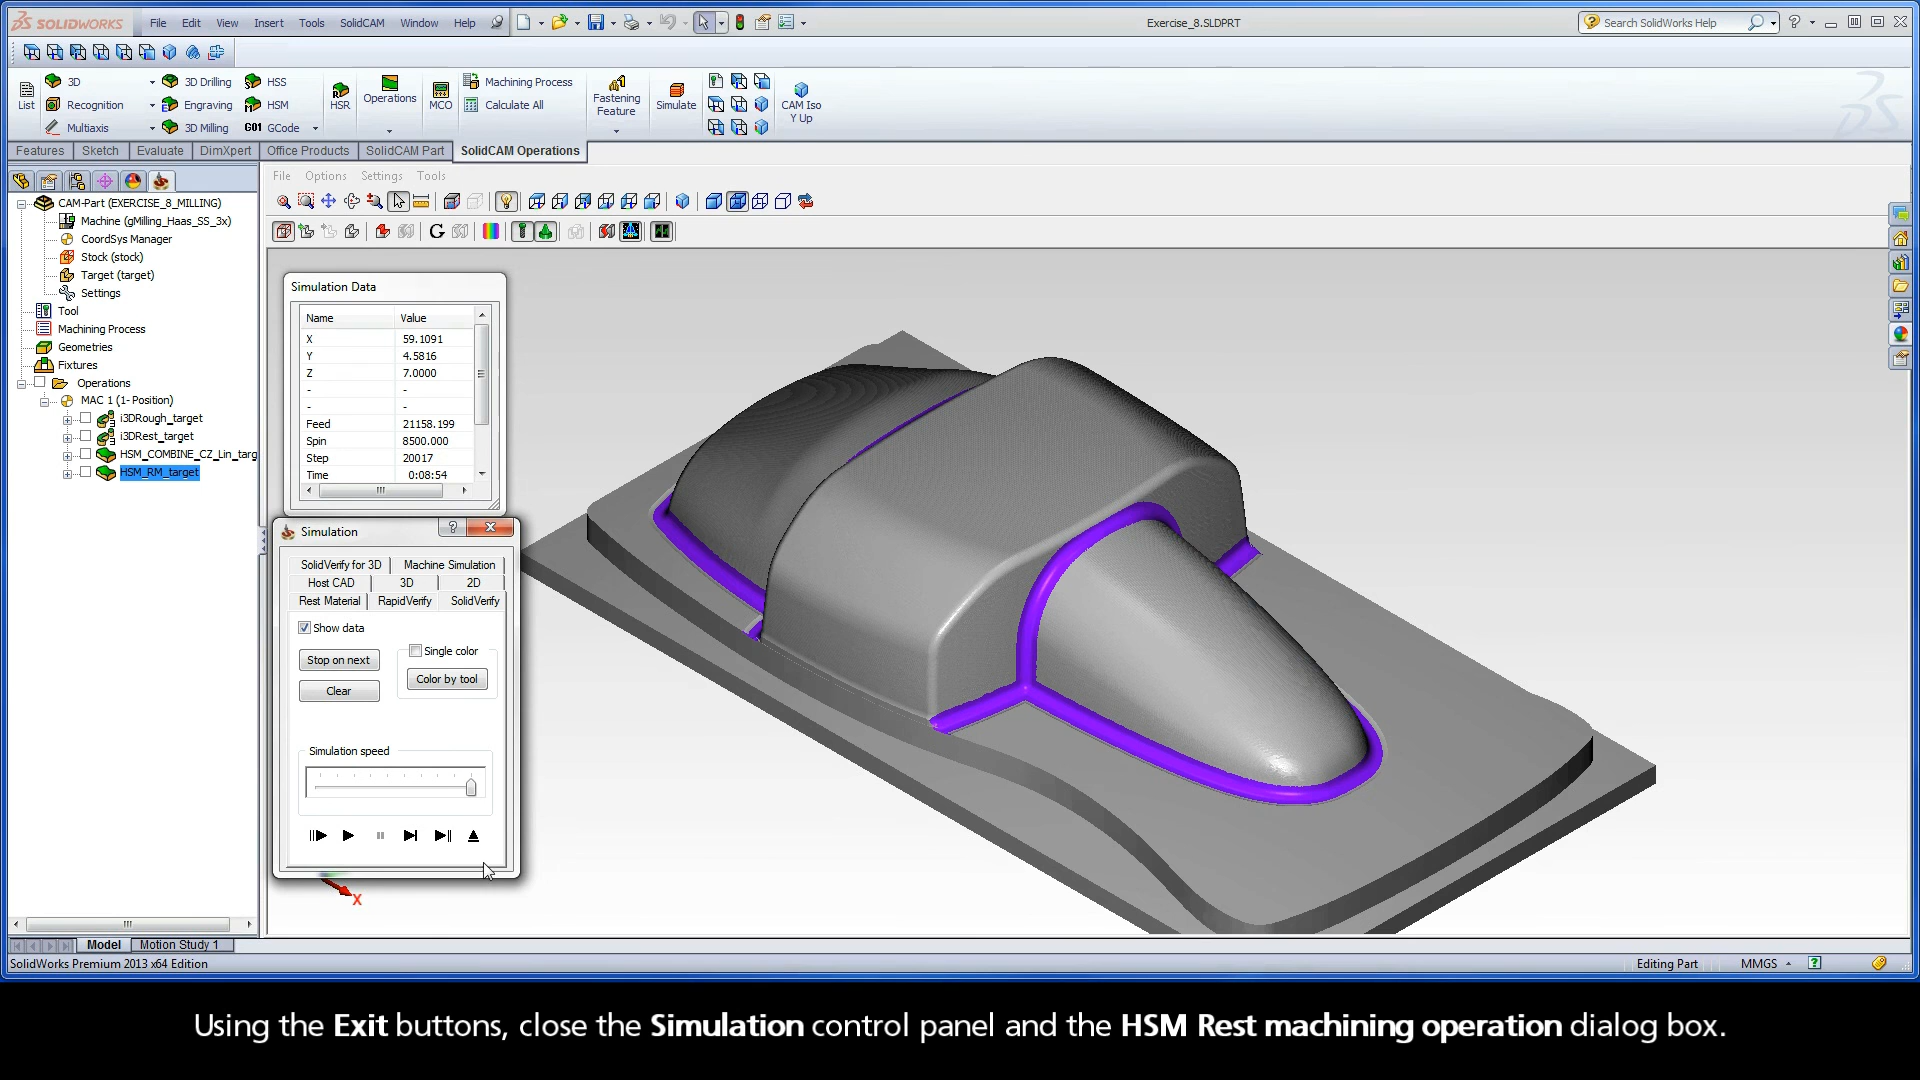 SOLIDWORKS File Edit View Insert Tools SolidCAM Window Help Exercise_8.SLDPRT Search SolidWorks Help
3D 3D Drilling HSS Machining Process
List Recognition Engraving HSM HSR Operations MCO Calculate All Fastening Feature Simulate CAM Iso Y Up
Multiaxis 3D Milling G01 GCode
Features Sketch Evaluate DimXpert Office Products SolidCAM Part SolidCAM Operations
File Options Settings Tools
CAM-Part (EXERCISE_8_MILLING)
Machine (gMilling_Haas_SS_3x)
CoordSys Manager
Stock (stock)
Target (target)
Settings
Tool
Machining Process
Geometries
Fixtures
Operations
MAC 1 (1- Position)
i3DRough_target
i3DRest_target
HSM_COMBINE_CZ_Lin_targ
HSM_RM_target
Simulation Data
Name Value
X 59.1091
Y 4.5816
Z 7.0000
- -
- -
Feed 21158.199
Spin 8500.000
Step 20017
Time 0:08:54
Simulation
SolidVerify for 3D Machine Simulation
Host CAD 3D 2D
Rest Material RapidVerify SolidVerify
Show data
Stop on next Single color
Clear Color by tool
Simulation speed
X
Model Motion Study 1
SolidWorks Premium 2013 x64 Edition Editing Part MMGS
Using the Exit buttons, close the Simulation control panel and the HSM Rest machining operation dialog box.